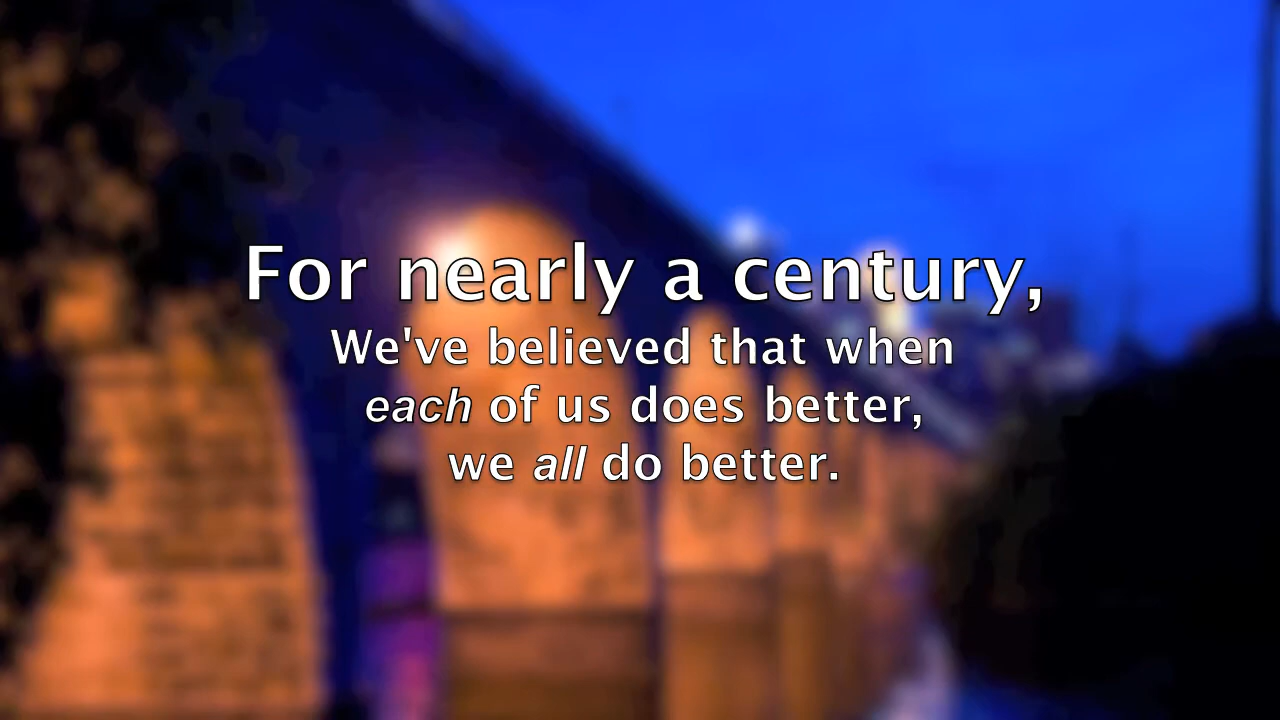 For nearly a century,
We've believed that when
each of us does better,
we all do better.